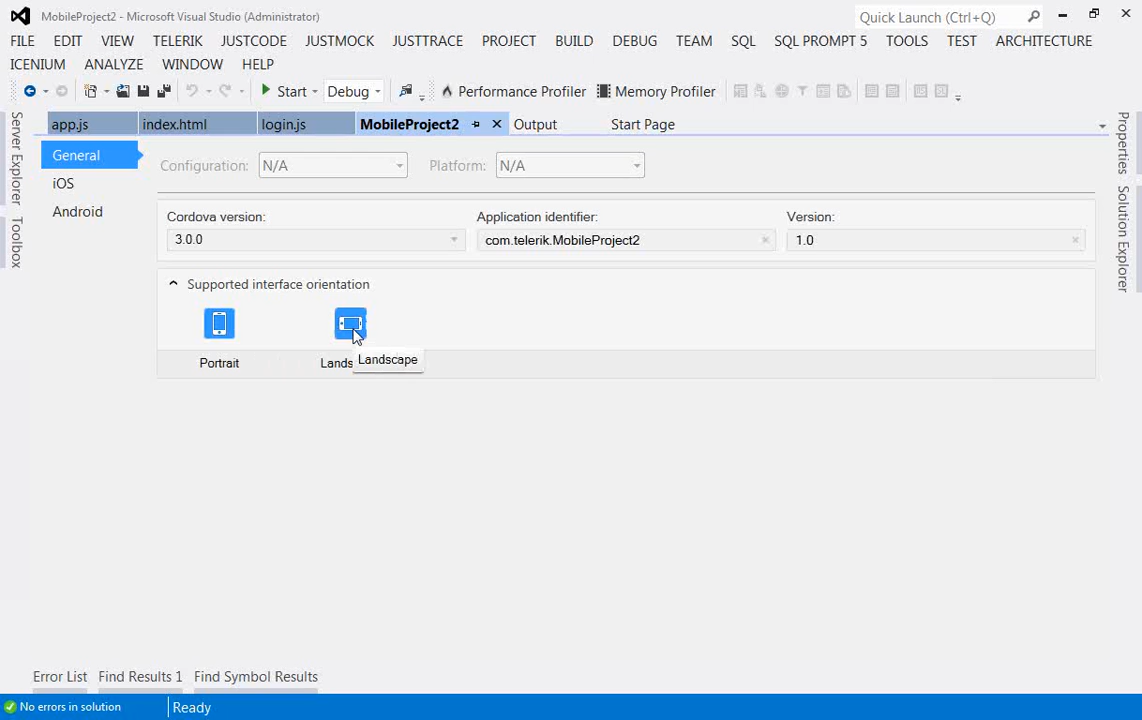 MobileProject2 - Microsoft Visual Studio (Administrator)
Quick Launch (Ctrl+Q)
FILE EDIT VIEW TELERIK JUSTCODE JUSTMOCK JUSTTRACE PROJECT BUILD DEBUG TEAM SQL SQL PROMPT 5 TOOLS TEST ARCHITECTURE
ICENIUM ANALYZE WINDOW HELP
Start Debug Performance Profiler Memory Profiler
app.js index.html login.js MobileProject2 Output Start Page
Server Explorer
Toolbox
Properties
Solution Explorer
General
iOS
Android
Configuration: N/A Platform: N/A
Cordova version: Application identifier: Version:
3.0.0 com.telerik.MobileProject2 1.0
Supported interface orientation
Portrait Lands
Landscape
Error List Find Results 1 Find Symbol Results
No errors in solution Ready